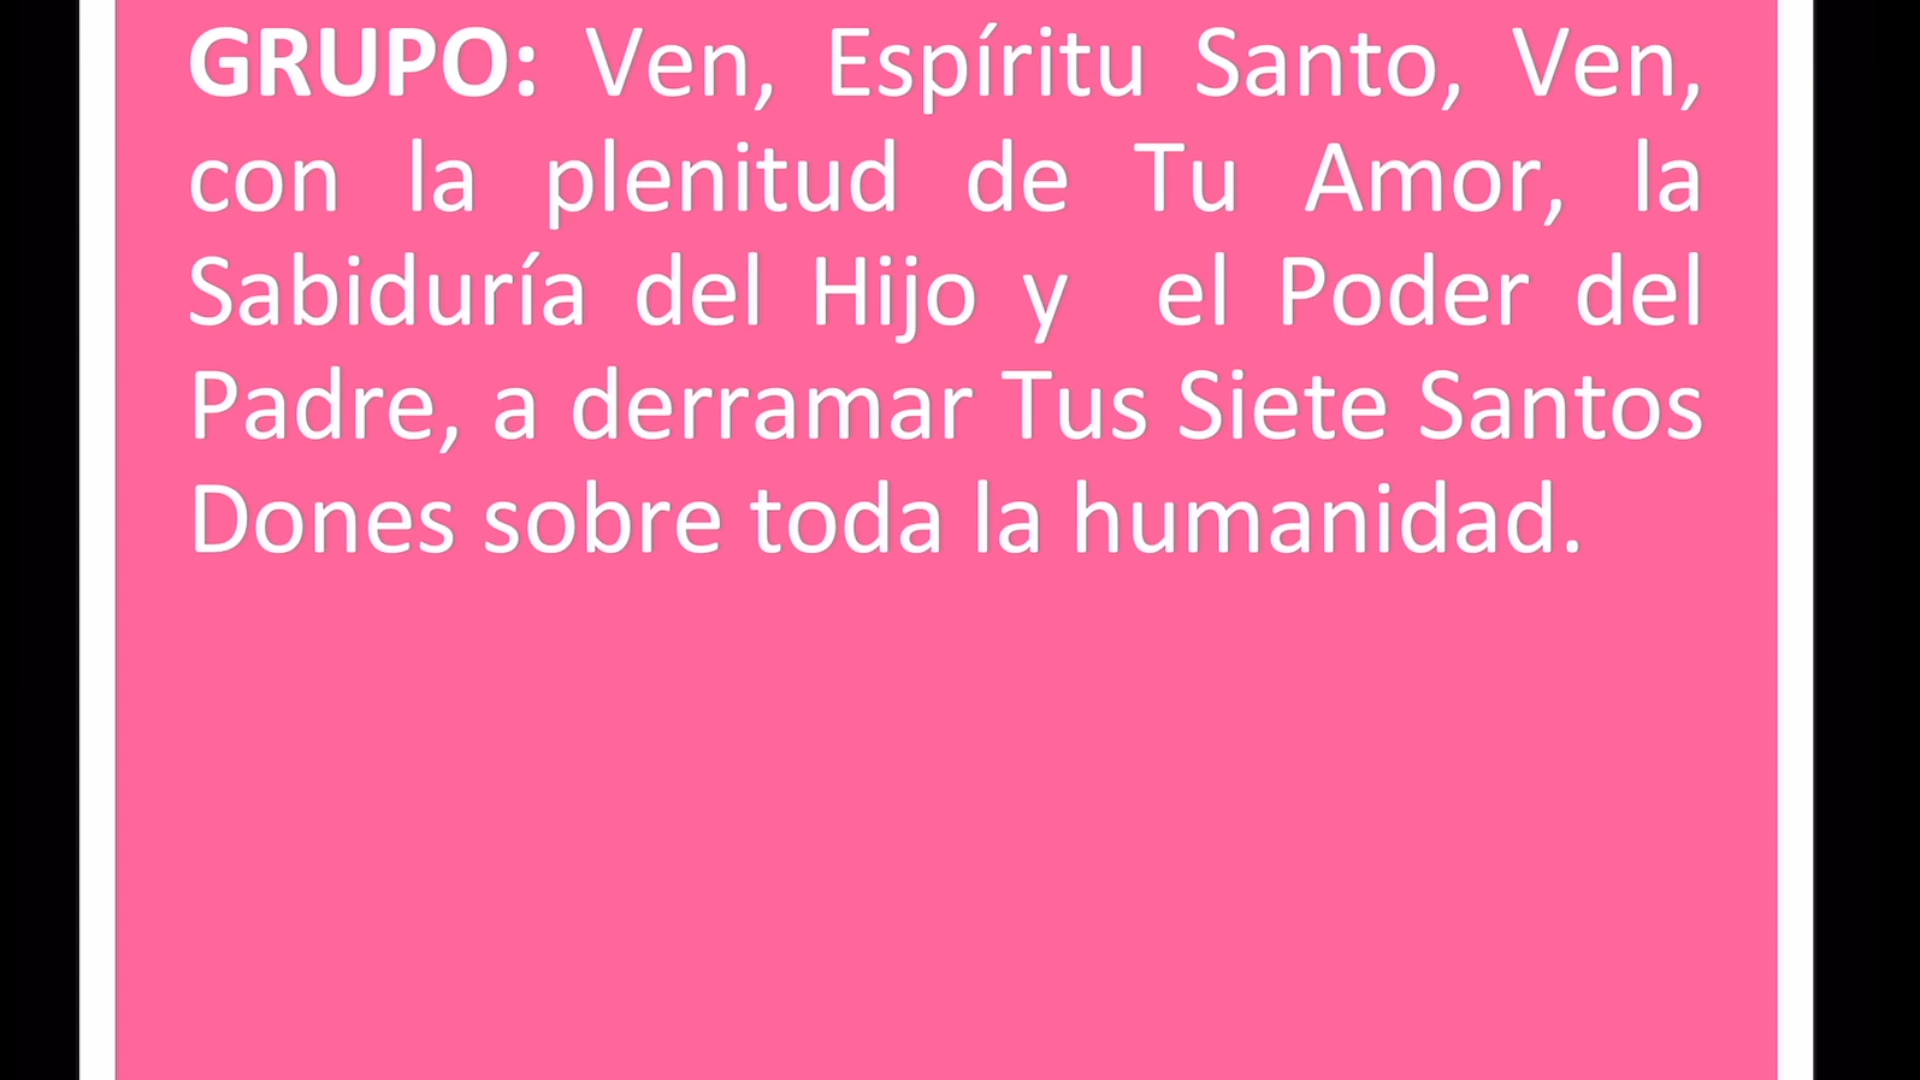 GRUPO: Ven, Espíritu Santo, Ven,
con la plenitud de Tu Amor, la
Sabiduría del Hijo y el Poder del
Padre, a derramar Tus Siete Santos
Dones sobre toda la humanidad.